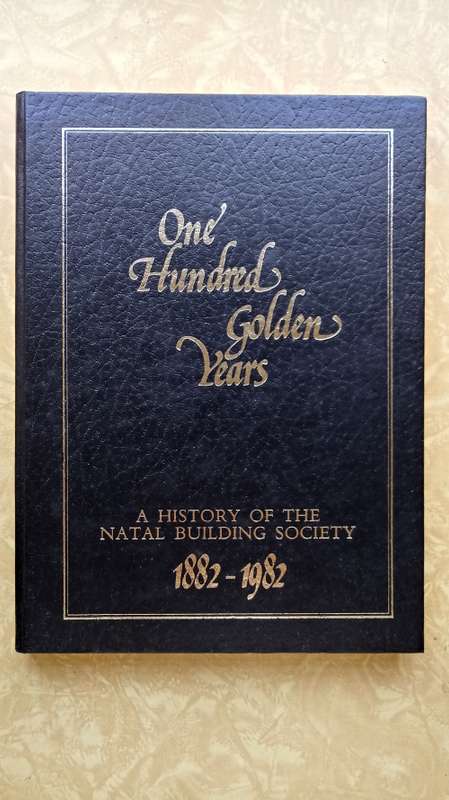 One
Hundred
Golden
Years
A HISTORY OF THE
NATAL BUILDING SOCIETY
1882-1982